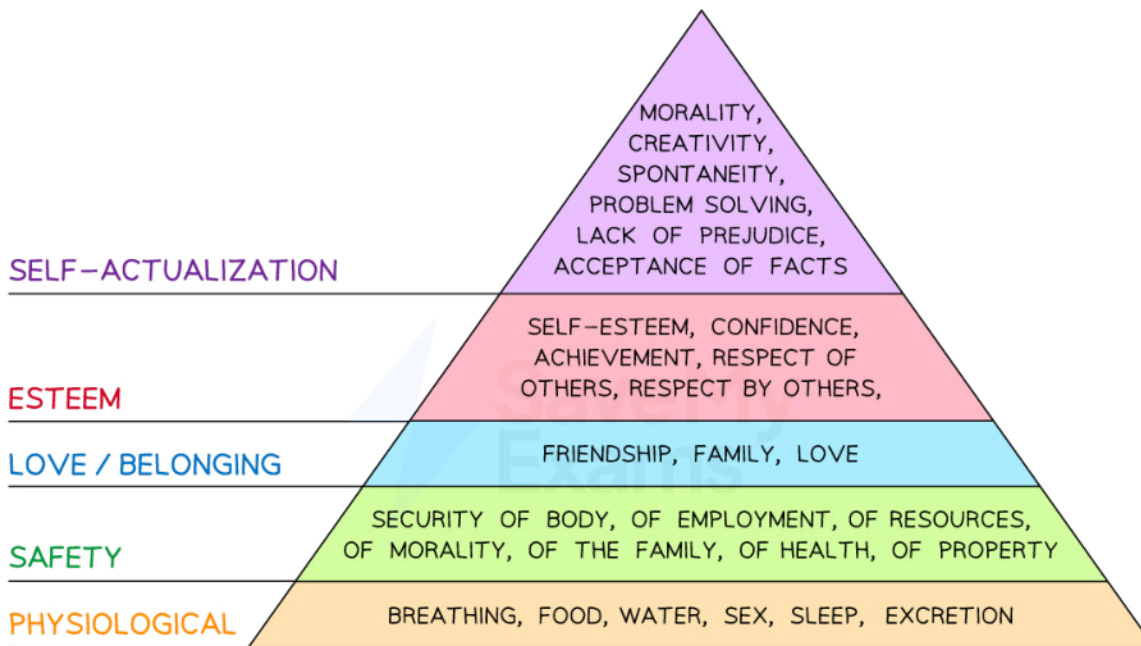 MORALITY,
CREATIVITY,
SPONTANEITY,
PROBLEM SOLVING,
LACK OF PREJUDICE,
ACCEPTANCE OF FACTS
SELF-ACTUALIZATION
SELF-ESTEEM, CONFIDENCE,
ACHIEVEMENT, RESPECT OF
OTHERS, RESPECT BY OTHERS,
ESTEEM
FRIENDSHIP, FAMILY, LOVE
LOVE / BELONGING
SECURITY OF BODY, OF EMPLOYMENT, OF RESOURCES,
OF MORALITY, OF THE FAMILY, OF HEALTH, OF PROPERTY
SAFETY
BREATHING, FOOD, WATER, SEX, SLEEP, EXCRETION
PHYSIOLOGICAL
SaveMy
Exams